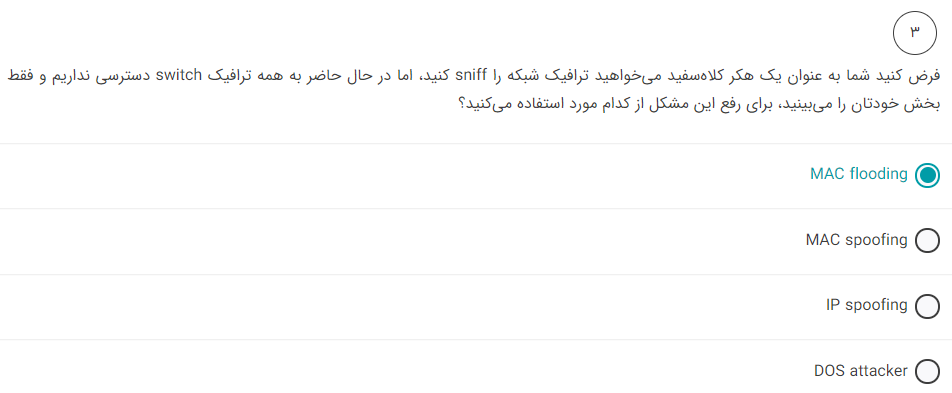 ۳
فرض کنید شما به عنوان یک هکر کلاه‌سفید می‌خواهید ترافیک شبکه را sniff کنید، اما در حال حاضر به همه ترافیک switch دسترسی نداریم و فقط
بخش خودتان را می‌بینید، برای رفع این مشکل از کدام مورد استفاده می‌کنید؟
MAC flooding
MAC spoofing
IP spoofing
DOS attacker